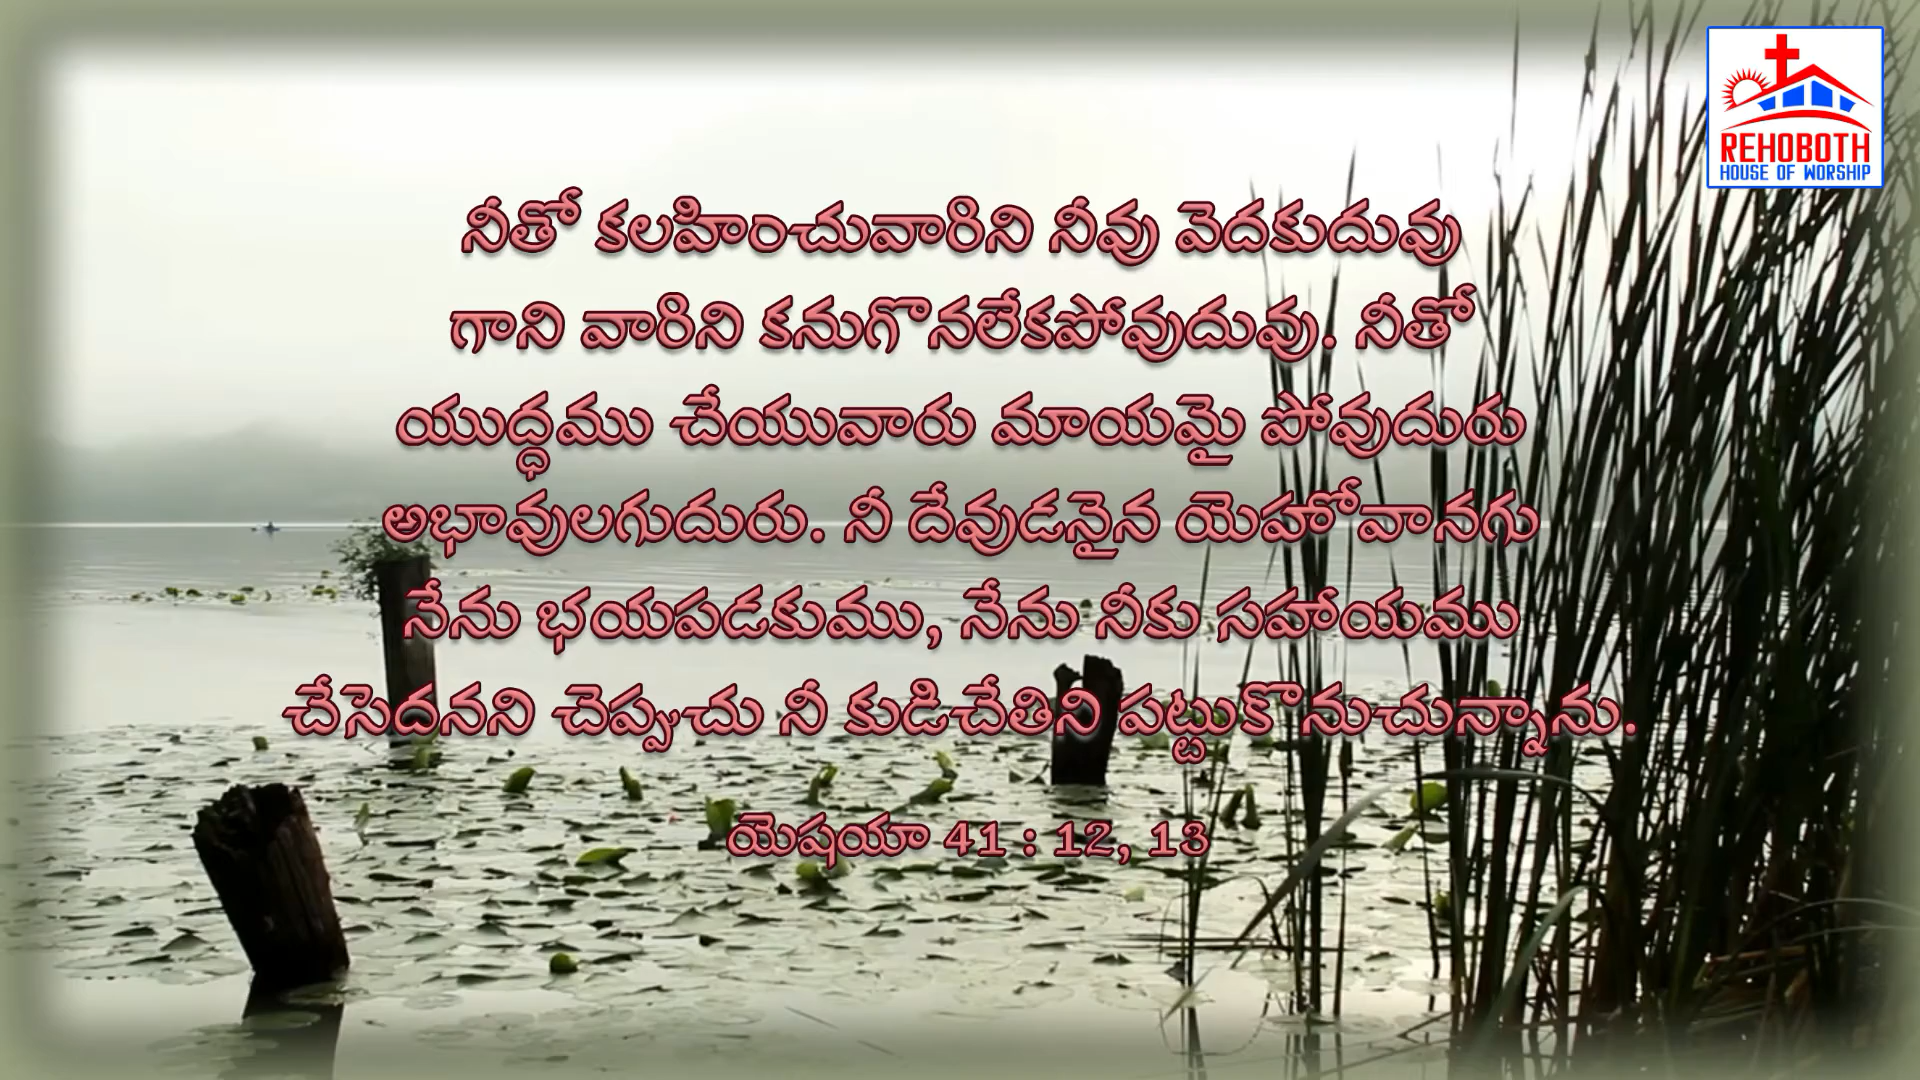 REHOBOTH
HOUSE OF WORSHIP
నీతో కలహించువారిని నీవు వెదకుదువు
గాని వారిని కనుగొనలేకపోవుదువు. నీతో
యుద్ధము చేయువారు మాయమై పోవుదురు
అభావులగుదురు. నీ దేవుడనైన యెహోవానగు
నేను భయపడకుము, నేను నీకు సహాయము
చేసెదనని చెప్పుచు నీ కుడిచేతిని పట్టుకొనుచున్నాను.
యెషయా 41 : 12, 13